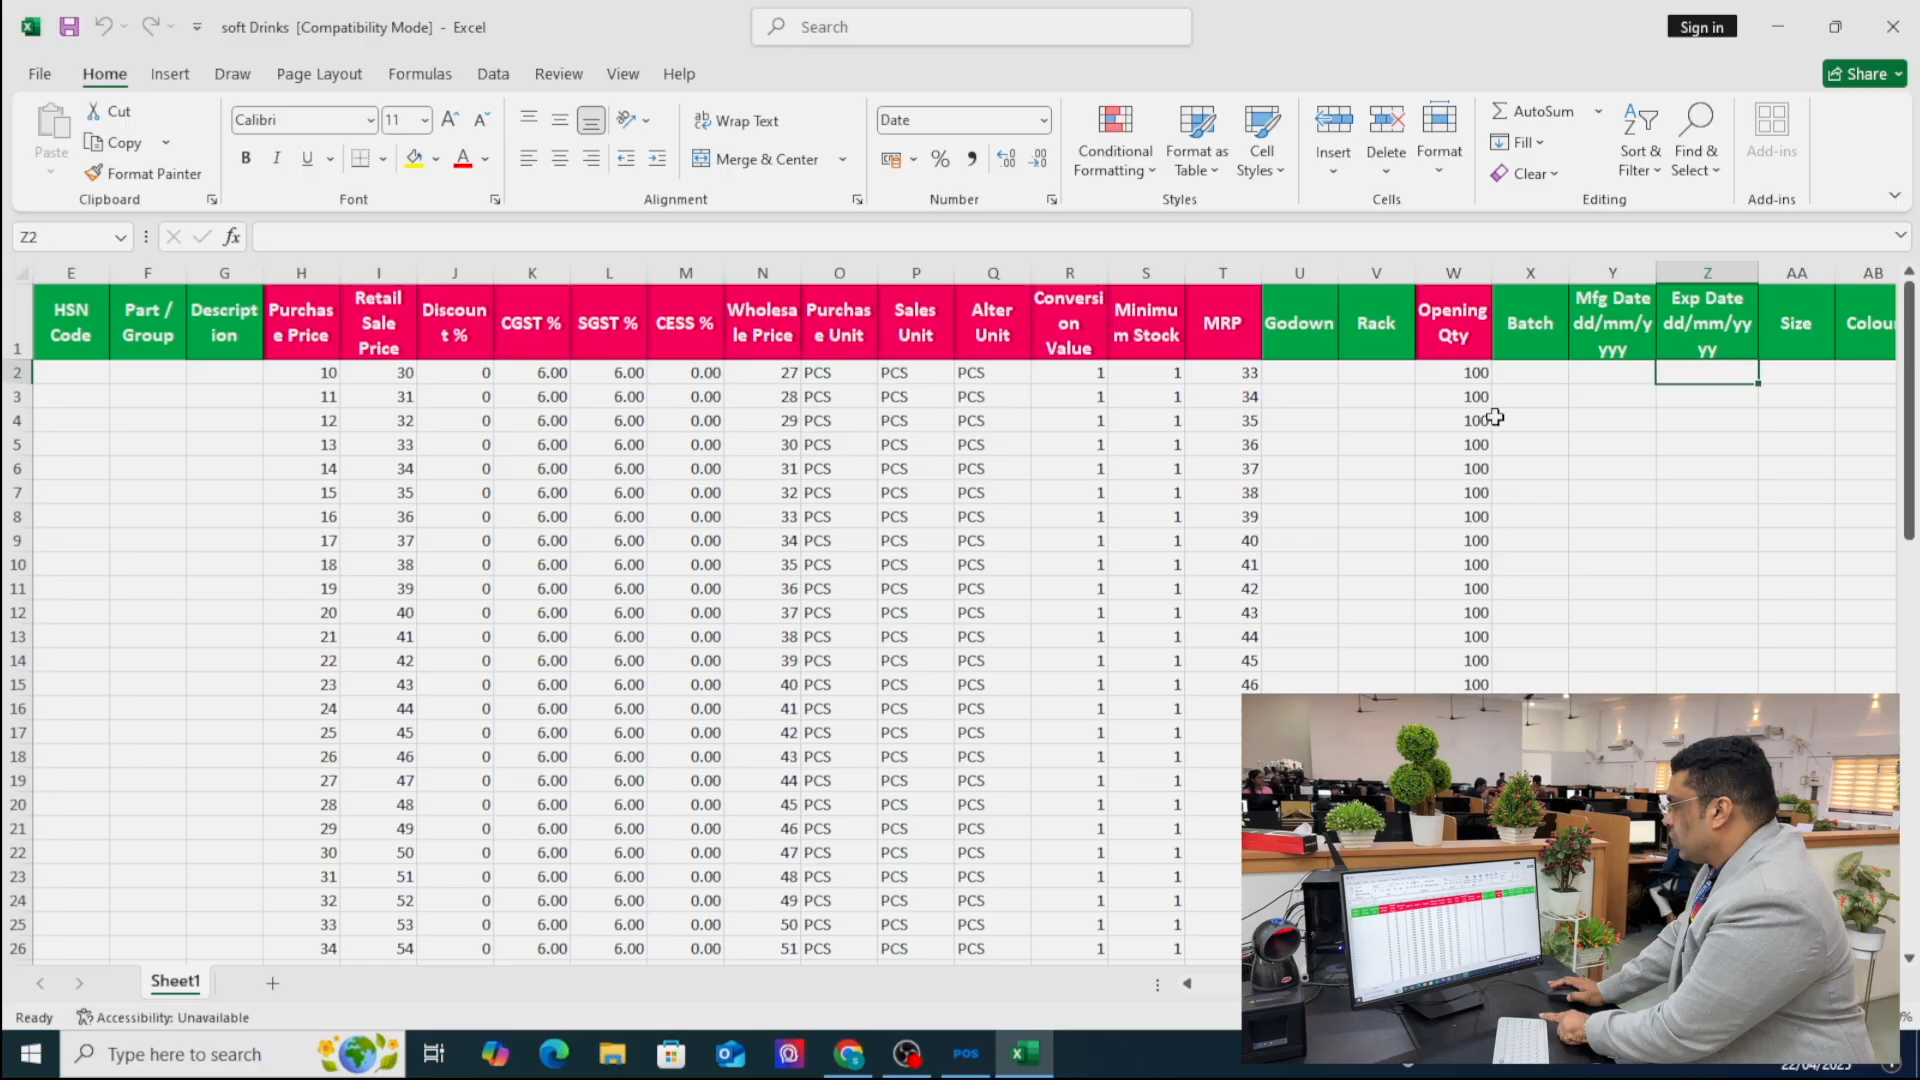 soft Drinks [Compatibility Mode] - Excel
Search
Sign in
File Home Insert Draw Page Layout Formulas Data Review View Help
Share
Paste
Cut
Copy
Format Painter
Clipboard
Calibri 11
B I U
Font
Wrap Text
Merge & Center
Alignment
Date
Number
Conditional Formatting
Format as Table
Cell Styles
Styles
Insert Delete Format
Cells
AutoSum
Fill
Clear
Sort & Filter
Find & Select
Editing
Add-ins
Add-ins
Z2
fx
E F G H I J K L M N O P Q R S T U V W X Y Z AA AB
1 HSN Code Part / Group Descript ion Purchas e Price Retail Sale Price Discoun t % CGST % SGST % CESS % Wholesa le Price Purchas e Unit Sales Unit Alter Unit Conversi on Value Minimu m Stock MRP Godown Rack Opening Qty Batch Mfg Date dd/mm/y yyy Exp Date dd/mm/yy yy Size Colou
2 10 30 0 6.00 6.00 0.00 27 PCS PCS PCS 1 1 33 100
3 11 31 0 6.00 6.00 0.00 28 PCS PCS PCS 1 1 34 100
4 12 32 0 6.00 6.00 0.00 29 PCS PCS PCS 1 1 35 100
5 13 33 0 6.00 6.00 0.00 30 PCS PCS PCS 1 1 36 100
6 14 34 0 6.00 6.00 0.00 31 PCS PCS PCS 1 1 37 100
7 15 35 0 6.00 6.00 0.00 32 PCS PCS PCS 1 1 38 100
8 16 36 0 6.00 6.00 0.00 33 PCS PCS PCS 1 1 39 100
9 17 37 0 6.00 6.00 0.00 34 PCS PCS PCS 1 1 40 100
10 18 38 0 6.00 6.00 0.00 35 PCS PCS PCS 1 1 41 100
11 19 39 0 6.00 6.00 0.00 36 PCS PCS PCS 1 1 42 100
12 20 40 0 6.00 6.00 0.00 37 PCS PCS PCS 1 1 43 100
13 21 41 0 6.00 6.00 0.00 38 PCS PCS PCS 1 1 44 100
14 22 42 0 6.00 6.00 0.00 39 PCS PCS PCS 1 1 45 100
15 23 43 0 6.00 6.00 0.00 40 PCS PCS PCS 1 1 46 100
16 24 44 0 6.00 6.00 0.00 41 PCS PCS PCS 1 1
17 25 45 0 6.00 6.00 0.00 42 PCS PCS PCS 1 1
18 26 46 0 6.00 6.00 0.00 43 PCS PCS PCS 1 1
19 27 47 0 6.00 6.00 0.00 44 PCS PCS PCS 1 1
20 28 48 0 6.00 6.00 0.00 45 PCS PCS PCS 1 1
21 29 49 0 6.00 6.00 0.00 46 PCS PCS PCS 1 1
22 30 50 0 6.00 6.00 0.00 47 PCS PCS PCS 1 1
23 31 51 0 6.00 6.00 0.00 48 PCS PCS PCS 1 1
24 32 52 0 6.00 6.00 0.00 49 PCS PCS PCS 1 1
25 33 53 0 6.00 6.00 0.00 50 PCS PCS PCS 1 1
26 34 54 0 6.00 6.00 0.00 51 PCS PCS PCS 1 1
Sheet1
Ready Accessibility: Unavailable
%
Type here to search
POS
22/04/2025